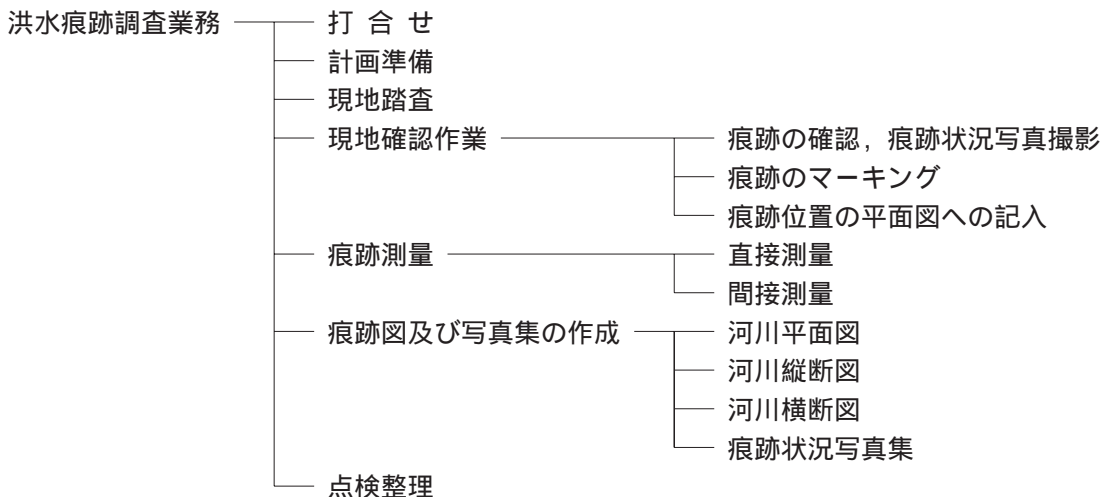 洪水痕跡調査業務 打 合 せ
計画準備
現地踏査
現地確認作業 痕跡の確認，痕跡状況写真撮影
痕跡のマーキング
痕跡位置の平面図への記入
痕跡測量 直接測量
間接測量
痕跡図及び写真集の作成 河川平面図
河川縦断図
河川横断図
痕跡状況写真集
点検整理